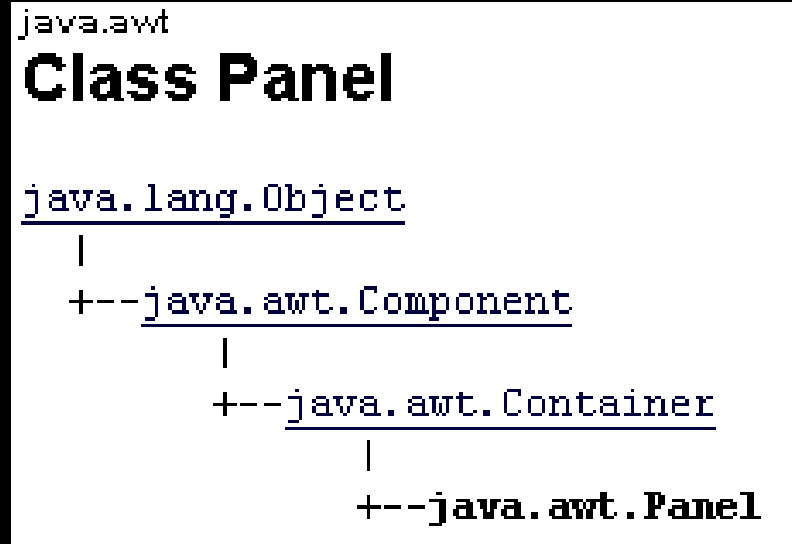 java.awt
Class Panel
java.lang.Object
|
+--java.awt.Component
|
+--java.awt.Container
|
+--java.awt.Panel